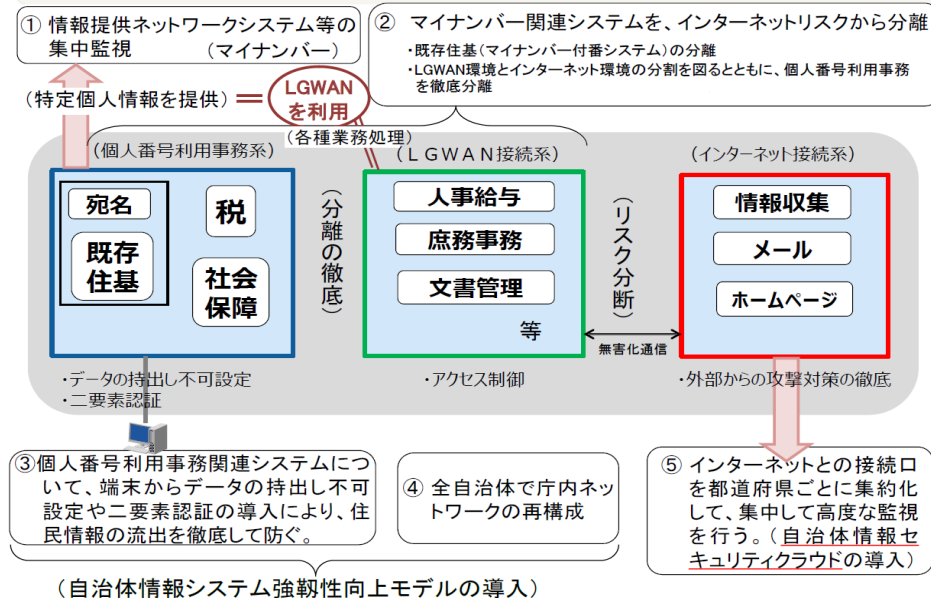 ① 情報提供ネットワークシステム等の
集中監視 (マイナンバー)
② マイナンバー関連システムを、インターネットリスクから分離
・既存住基(マイナンバー付番システム)の分離
・LGWAN環境とインターネット環境の分割を図るとともに、個人番号利用事務
を徹底分離
(特定個人情報を提供)
LGWAN
を利用
(各種業務処理)
(個人番号利用事務系)
(LGWAN接続系)
(インターネット接続系)
宛名
既存
住基
税
社会
保障
(分離の徹底)
人事給与
庶務事務
文書管理
等
(リスク分断)
無害化通信
情報収集
メール
ホームページ
・データの持出し不可設定
・二要素認証
・アクセス制御
・外部からの攻撃対策の徹底
③個人番号利用事務関連システムにつ
いて、端末からデータの持出し不可
設定や二要素認証の導入により、住
民情報の流出を徹底して防ぐ。
④ 全自治体で庁内ネッ
トワークの再構成
⑤ インターネットとの接続口
を都道府県ごとに集約化
して、集中して高度な監視
を行う。(自治体情報セ
キュリティクラウドの導入)
(自治体情報システム強靱性向上モデルの導入)